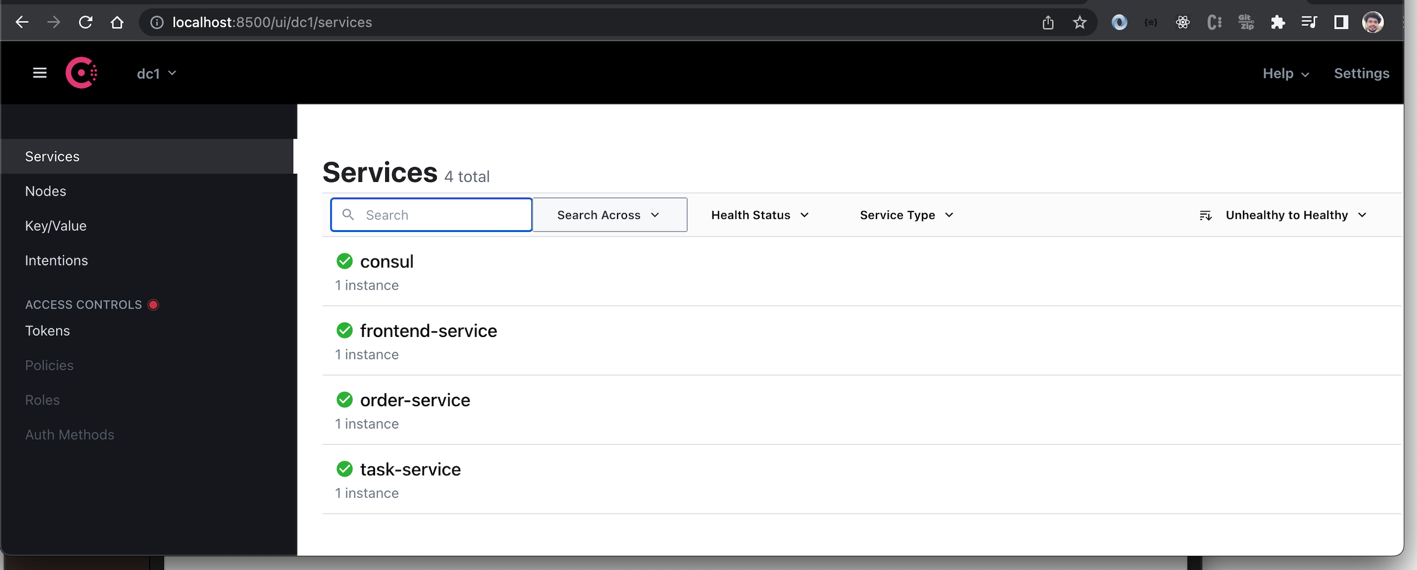 localhost:8500/ui/dc1/services
dc1
Help
Settings
Services
Nodes
Key/Value
Intentions
ACCESS CONTROLS
Tokens
Policies
Roles
Auth Methods
Services 4 total
Search
Search Across
Health Status
Service Type
Unhealthy to Healthy
consul
1 instance
frontend-service
1 instance
order-service
1 instance
task-service
1 instance